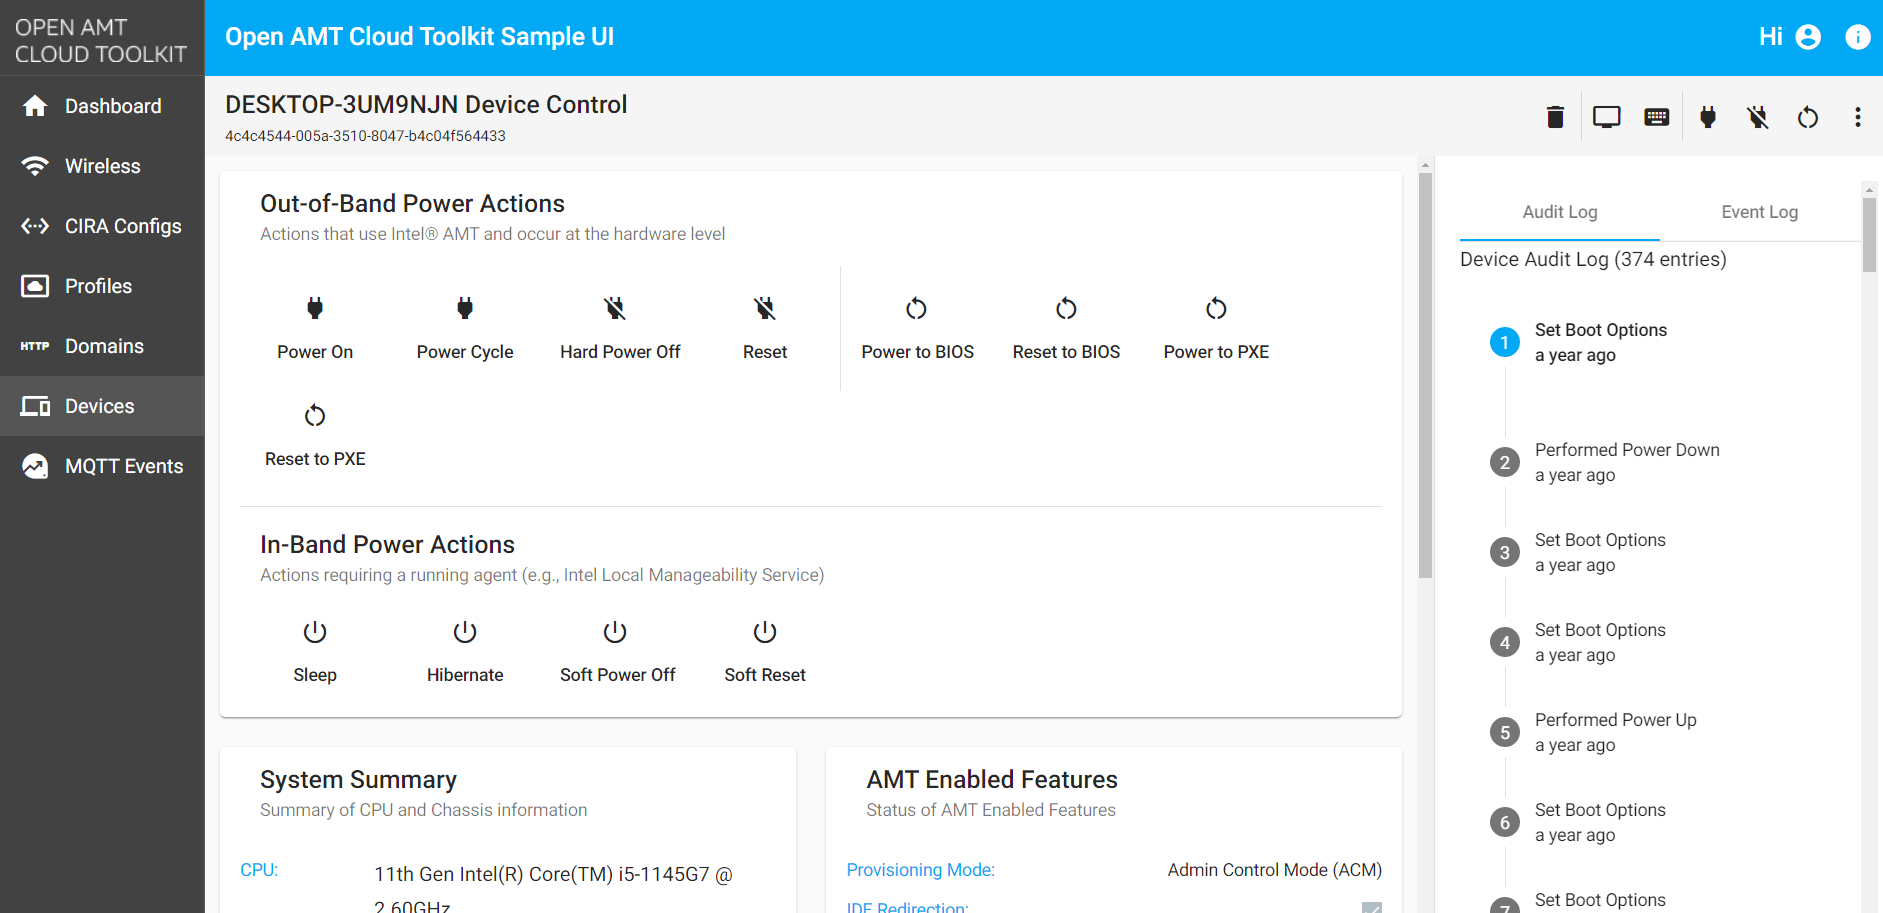 OPEN AMT
CLOUD TOOLKIT
Dashboard
Wireless
CIRA Configs
Profiles
HTTP Domains
Devices
MQTT Events
Open AMT Cloud Toolkit Sample UI
Hi
DESKTOP-3UM9NJN Device Control
4c4c4544-005a-3510-8047-b4c04f564433
Out-of-Band Power Actions
Actions that use Intel® AMT and occur at the hardware level
Power On
Power Cycle
Hard Power Off
Reset
Power to BIOS
Reset to BIOS
Power to PXE
Reset to PXE
In-Band Power Actions
Actions requiring a running agent (e.g., Intel Local Manageability Service)
Sleep
Hibernate
Soft Power Off
Soft Reset
System Summary
Summary of CPU and Chassis information
CPU:
11th Gen Intel(R) Core(TM) i5-1145G7 @
2.60GHz
AMT Enabled Features
Status of AMT Enabled Features
Provisioning Mode:
Admin Control Mode (ACM)
IDE Redirection:
Audit Log
Event Log
Device Audit Log (374 entries)
1
Set Boot Options
a year ago
2
Performed Power Down
a year ago
3
Set Boot Options
a year ago
4
Set Boot Options
a year ago
5
Performed Power Up
a year ago
6
Set Boot Options
a year ago
7
Set Boot Options